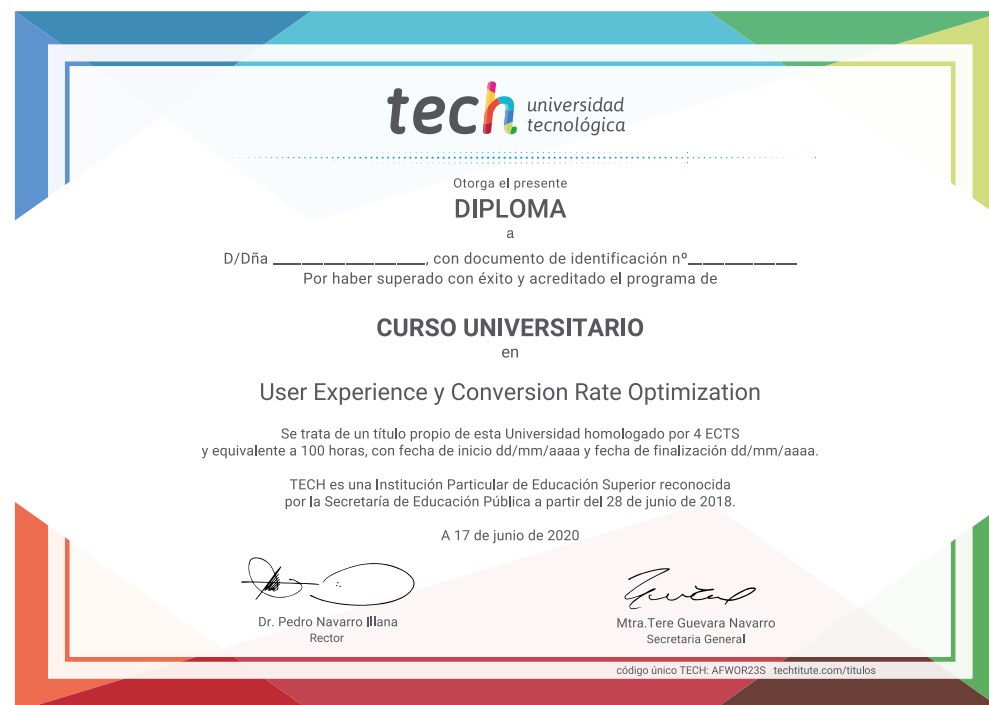 tech universidad
tecnológica
Otorga el presente
DIPLOMA
a
D/Dña ________________, con documento de identificación nº____________
Por haber superado con éxito y acreditado el programa de
CURSO UNIVERSITARIO
en
User Experience y Conversion Rate Optimization
Se trata de un título propio de esta Universidad homologado por 4 ECTS
y equivalente a 100 horas, con fecha de inicio dd/mm/aaaa y fecha de finalización dd/mm/aaaa.
TECH es una Institución Particular de Educación Superior reconocida
por la Secretaría de Educación Pública a partir del 28 de junio de 2018.
A 17 de junio de 2020
Dr. Pedro Navarro Illana
Rector
Mtra.Tere Guevara Navarro
Secretaria General
código único TECH: AFWOR23S techtitute.com/titulos